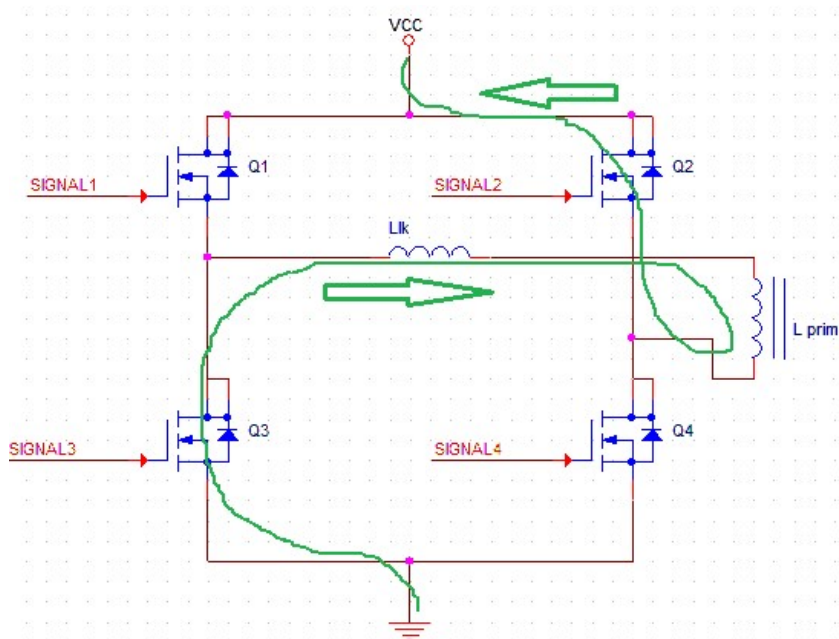 VCC
SIGNAL1
Q1
SIGNAL2
Q2
Llk
L prim
SIGNAL3
Q3
SIGNAL4
Q4